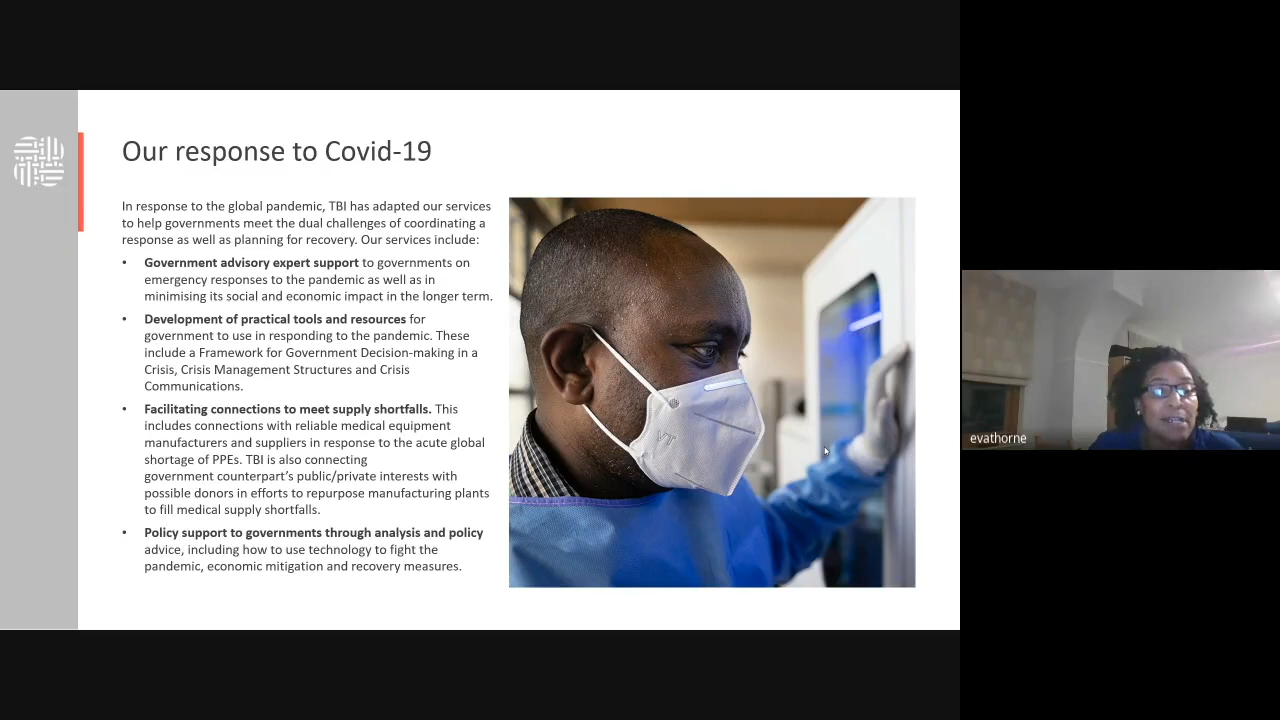 Our response to Covid-19
In response to the global pandemic, TBI has adapted our services
to help governments meet the dual challenges of coordinating a
response as well as planning for recovery. Our services include:
• Government advisory expert support to governments on
emergency responses to the pandemic as well as in
minimising its social and economic impact in the longer term.
• Development of practical tools and resources for
government to use in responding to the pandemic. These
include a Framework for Government Decision-making in a
Crisis, Crisis Management Structures and Crisis
Communications.
• Facilitating connections to meet supply shortfalls. This
includes connections with reliable medical equipment
manufacturers and suppliers in response to the acute global
shortage of PPEs. TBI is also connecting
government counterpart’s public/private interests with
possible donors in efforts to repurpose manufacturing plants
to fill medical supply shortfalls.
• Policy support to governments through analysis and policy
advice, including how to use technology to fight the
pandemic, economic mitigation and recovery measures.
VT
evathorne